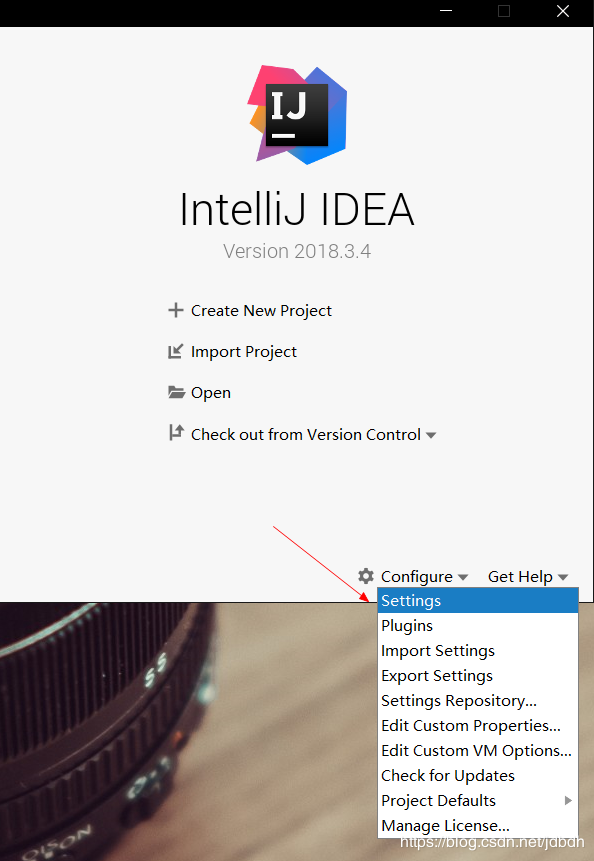 IJ
IntelliJ IDEA
Version 2018.3.4
Create New Project
Import Project
Open
Check out from Version Control
Configure Get Help
Settings
Plugins
Import Settings
Export Settings
Settings Repository...
Edit Custom Properties...
Edit Custom VM Options...
Check for Updates
Project Defaults
Manage License...
https://blog.csdn.net/jdbdh